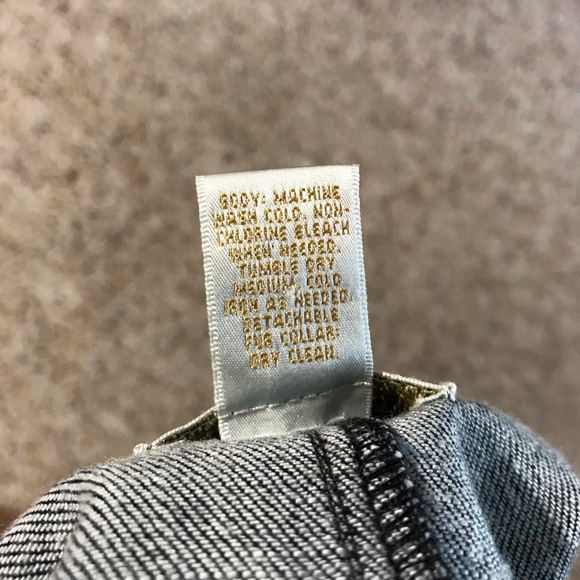 BODY: MACHINE
WASH COLD, NON-
CHLORINE BLEACH
WHEN NEEDED.
TUMBLE DRY
MEDIUM, COLD
IRON AS NEEDED.
DETACHABLE
FUR COLLAR:
DRY CLEAN.